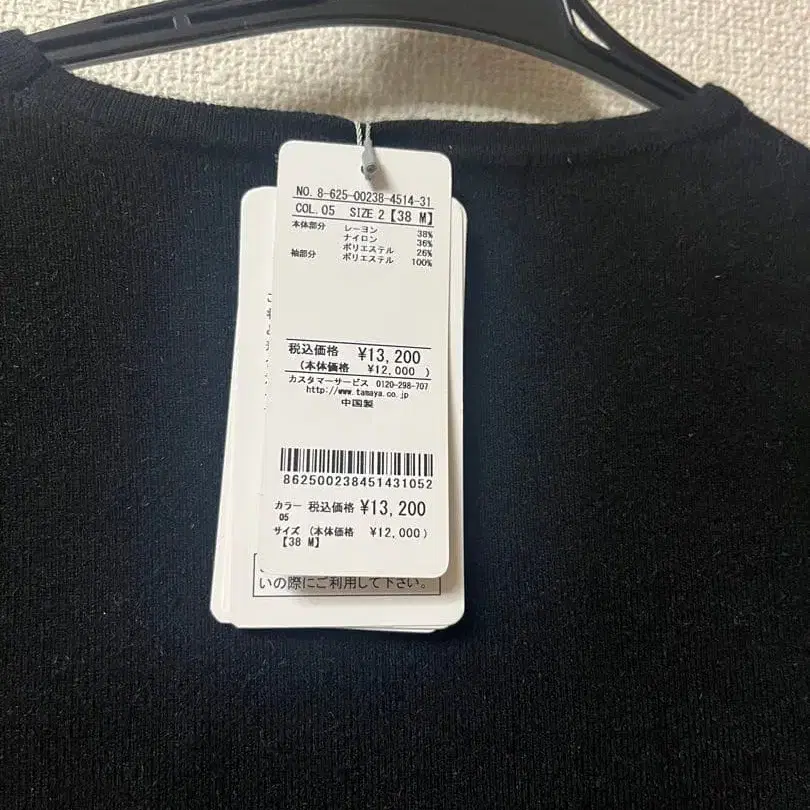 NO. 8-625-00238-4514-31
COL. 05 SIZE 2【38 M】
本体部分 レーヨン 38%
ナイロン 36%
ポリエステル 26%
袖部分 ポリエステル 100%
税込価格 ¥13,200
(本体価格 ¥12,000 )
カスタマーサービス 0120-298-707
http://www.tamaya.co.jp
中国製
862500238451431052
カラー 税込価格 ¥13,200
05
サイズ (本体価格 ¥12,000)
【38 M】
いの際にご利用して下さい。